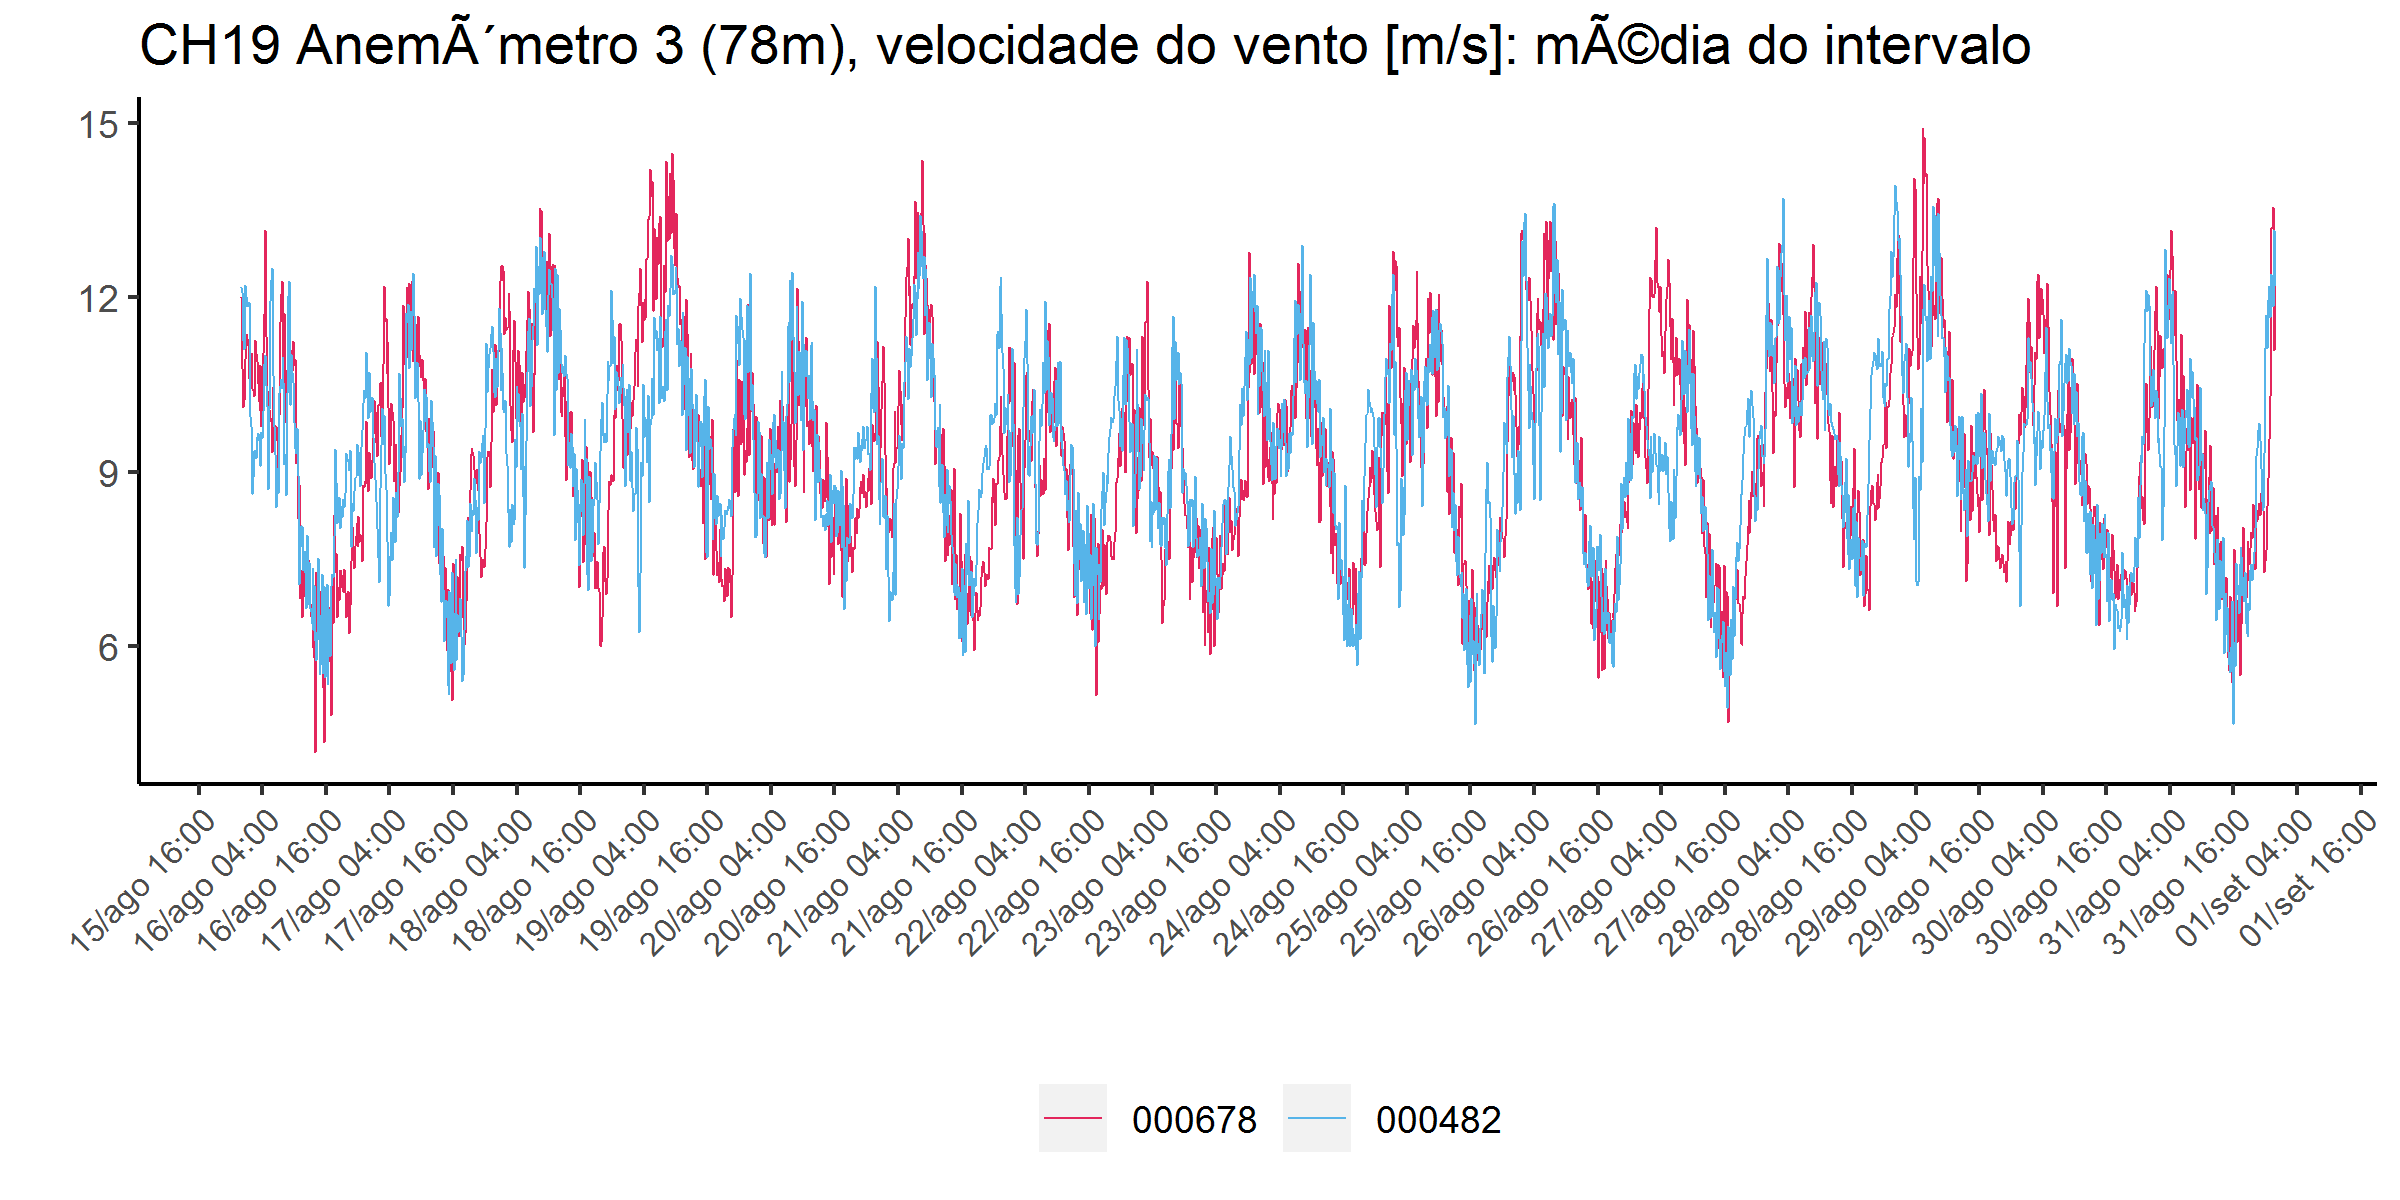 CH19 AnemÃ´metro 3 (78m), velocidade do vento [m/s]: mÃ©dia do intervalo
15
12
9
6
15/ago 16:00
16/ago 04:00
16/ago 16:00
17/ago 04:00
17/ago 16:00
18/ago 04:00
18/ago 16:00
19/ago 04:00
19/ago 16:00
20/ago 04:00
20/ago 16:00
21/ago 04:00
21/ago 16:00
22/ago 04:00
22/ago 16:00
23/ago 04:00
23/ago 16:00
24/ago 04:00
24/ago 16:00
25/ago 04:00
25/ago 16:00
26/ago 04:00
26/ago 16:00
27/ago 04:00
27/ago 16:00
28/ago 04:00
28/ago 16:00
29/ago 04:00
29/ago 16:00
30/ago 04:00
30/ago 16:00
31/ago 04:00
31/ago 16:00
01/set 04:00
01/set 16:00
000678 000482